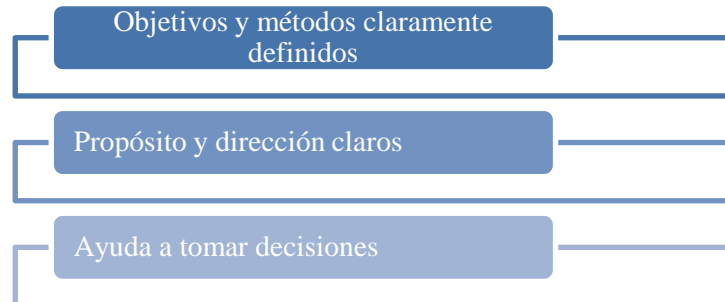 Objetivos y métodos claramente
definidos
Propósito y dirección claros
Ayuda a tomar decisiones